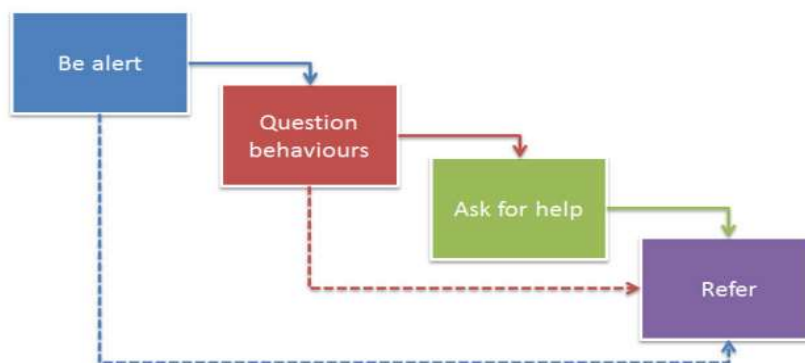 Be alert
Question
behaviours
Ask for help
Refer